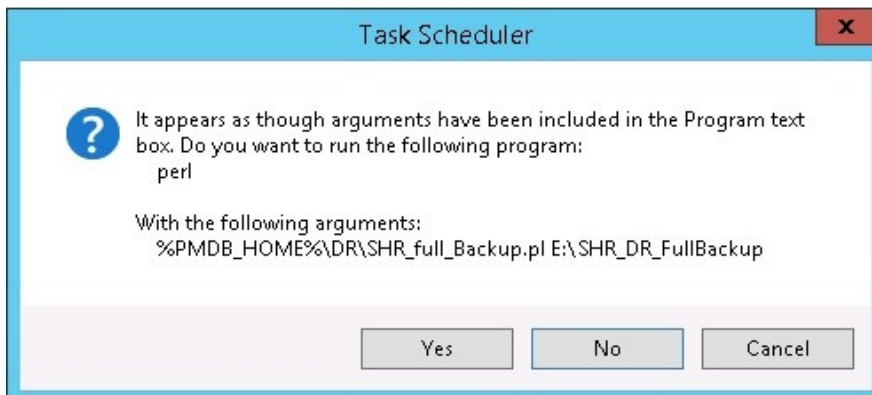 Task Scheduler
x
?
It appears as though arguments have been included in the Program text
box. Do you want to run the following program:
perl
With the following arguments:
%PMDB_HOME%\DR\SHR_full_Backup.pl E:\SHR_DR_FullBackup
Yes No Cancel